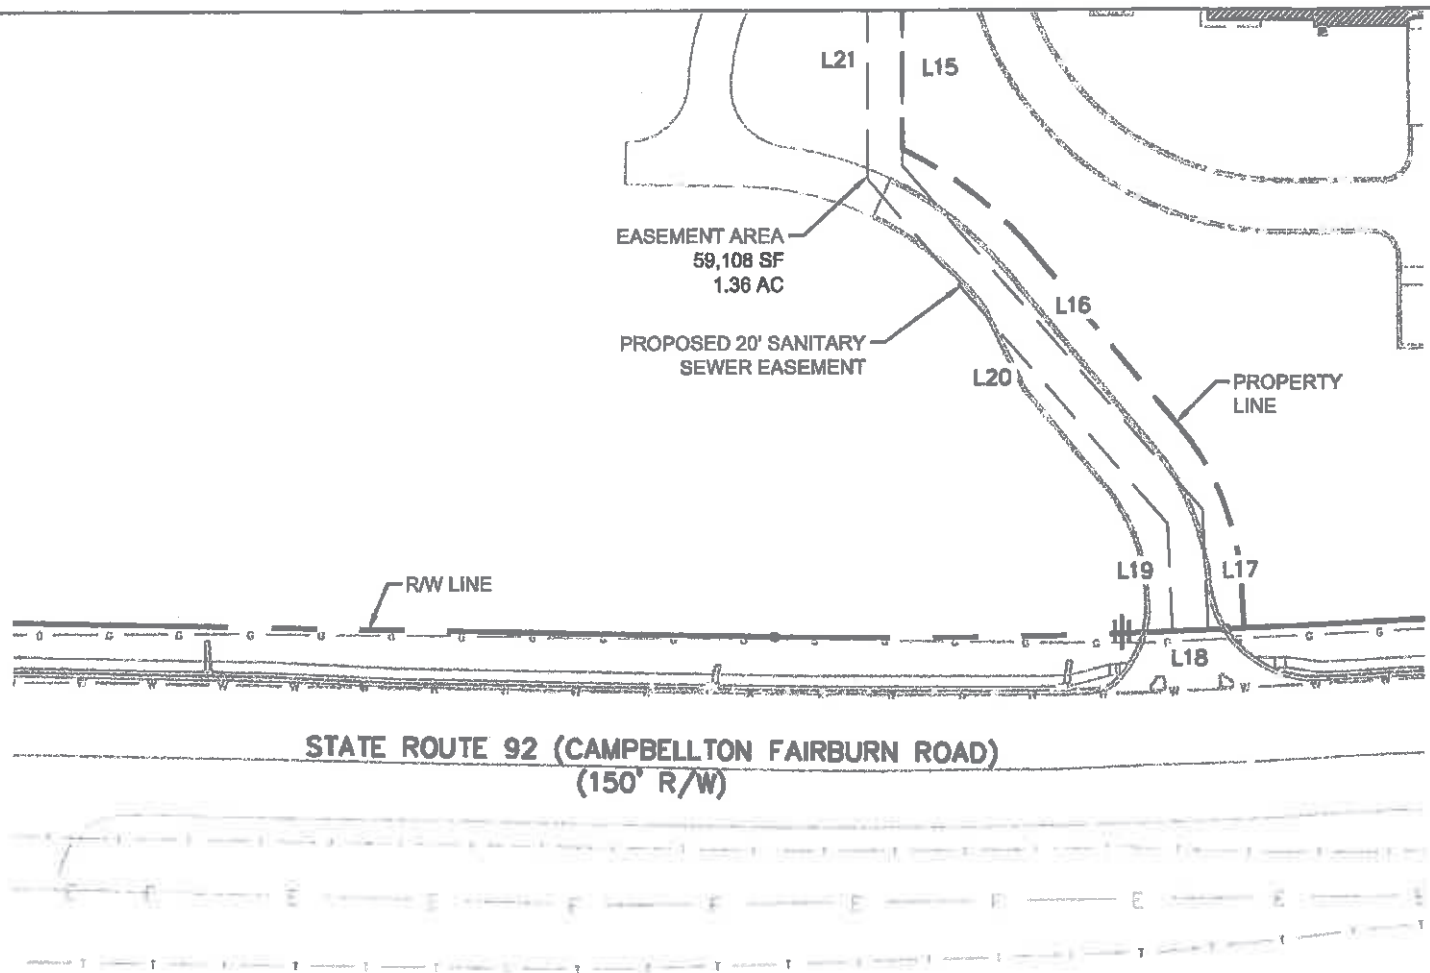 L21
L15
EASEMENT AREA
59,108 SF
1.36 AC
L16
PROPOSED 20' SANITARY
SEWER EASEMENT
L20
PROPERTY
LINE
R/W LINE
L19
L17
L18
STATE ROUTE 92 (CAMPBELLTON FAIRBURN ROAD)
(150' R/W)